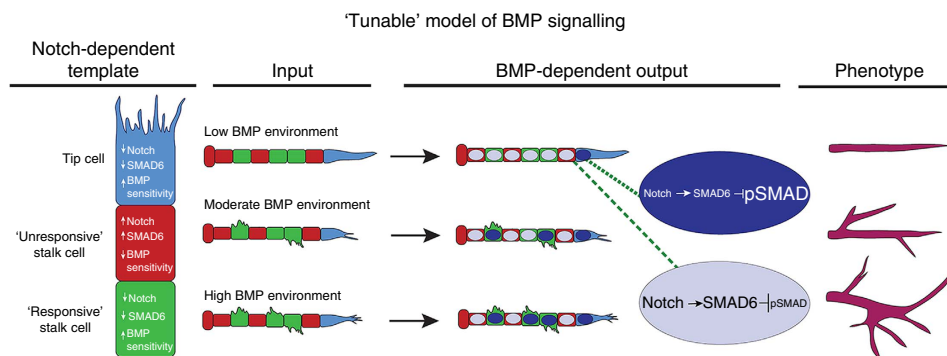 ‘Tunable’ model of BMP signalling
Notch-dependent
template
Input
BMP-dependent output
Phenotype
Tip cell
↓Notch
↓SMAD6
↑BMP
sensitivity
Low BMP environment
‘Unresponsive’
stalk cell
↑Notch
↑SMAD6
↓BMP
sensitivity
Moderate BMP environment
‘Responsive’
stalk cell
↓Notch
↓SMAD6
↑BMP
sensitivity
High BMP environment
Notch → SMAD6 ⊣pSMAD
Notch →SMAD6⊣pSMAD